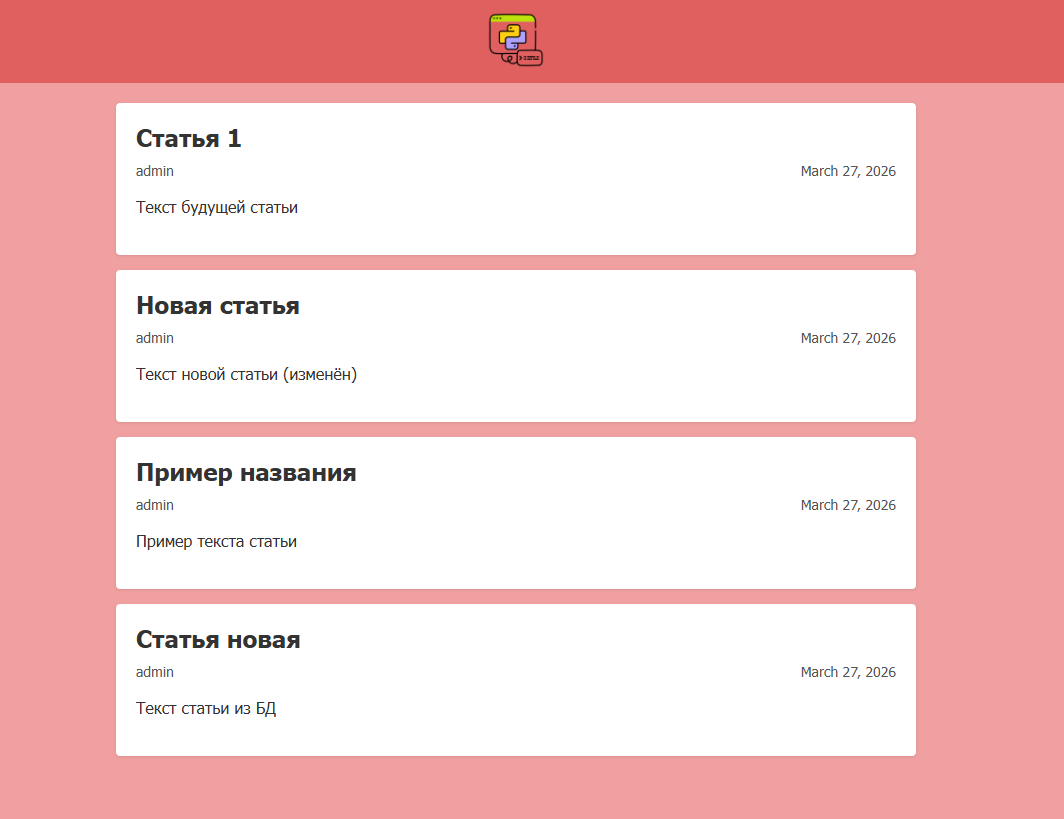 Статья 1
admin March 27, 2026
Текст будущей статьи
Новая статья
admin March 27, 2026
Текст новой статьи (изменён)
Пример названия
admin March 27, 2026
Пример текста статьи
Статья новая
admin March 27, 2026
Текст статьи из БД